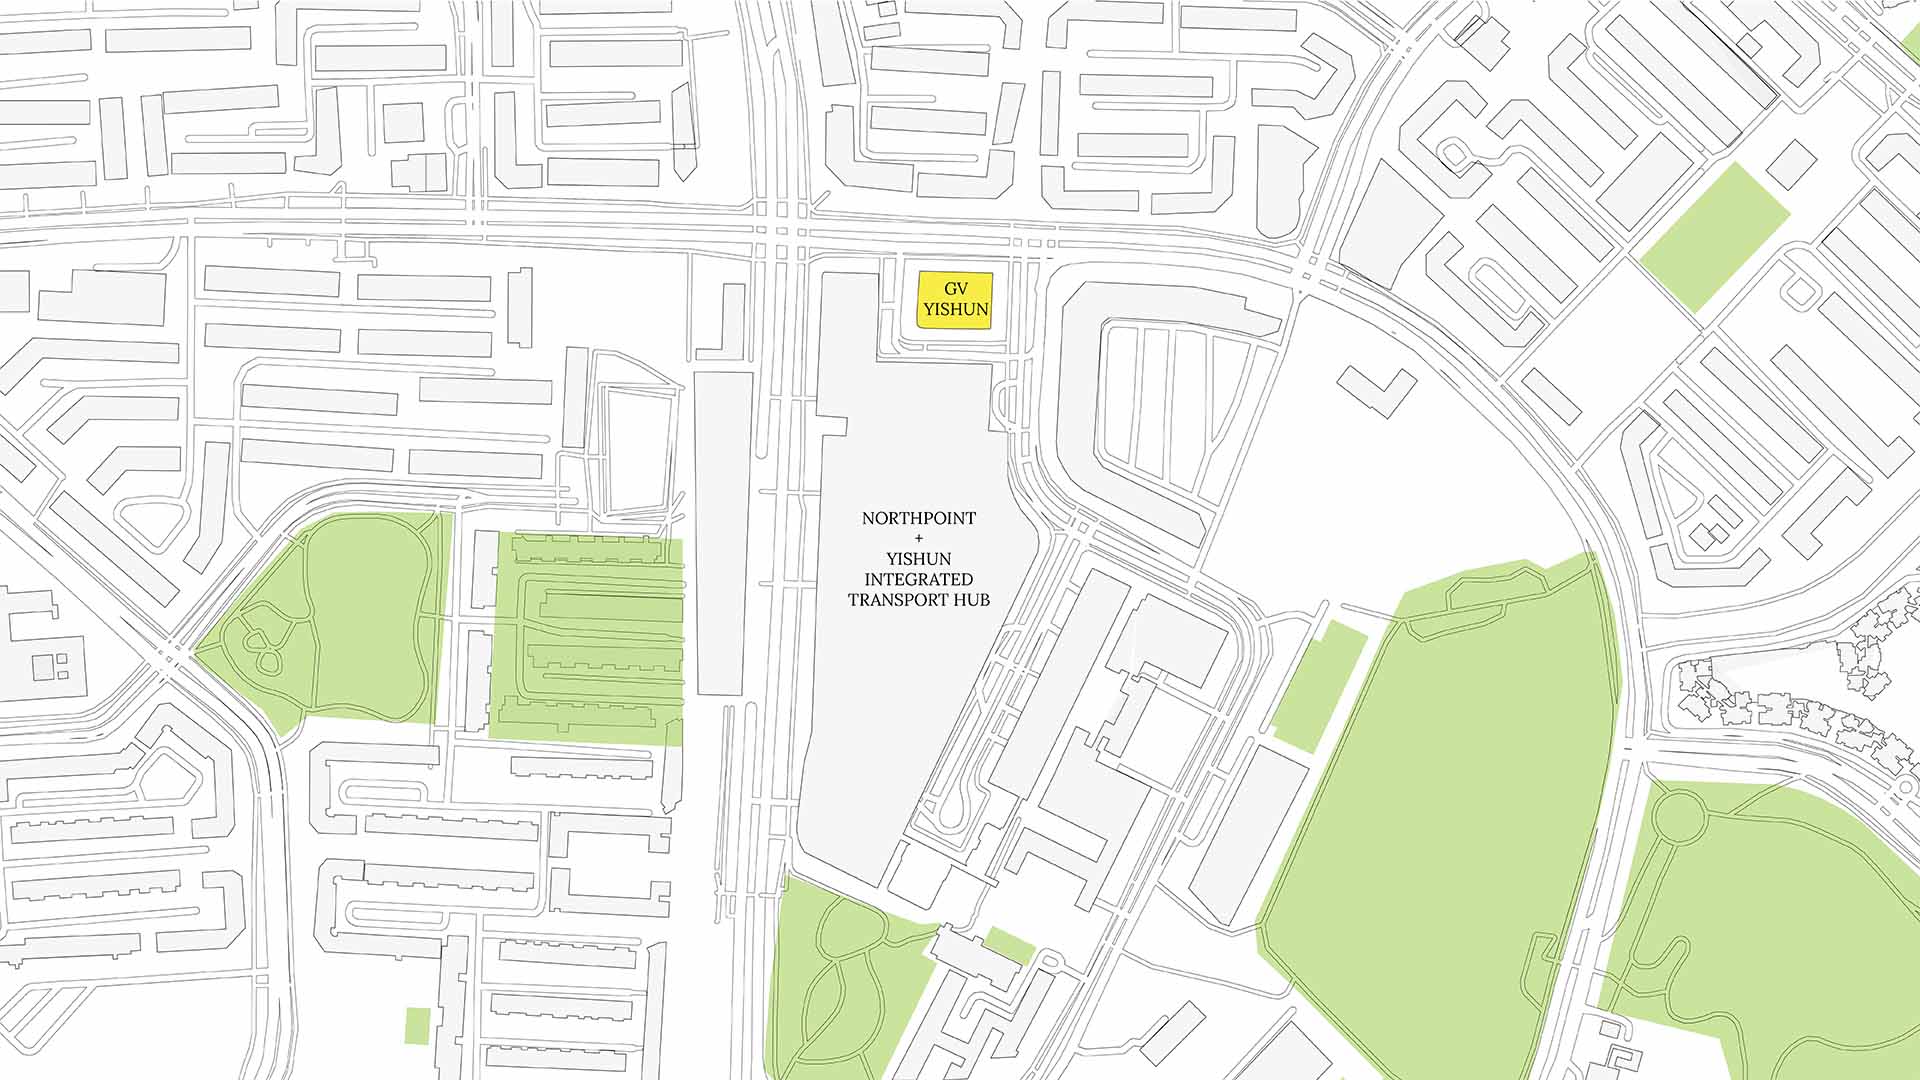 GV
YISHUN
NORTHPOINT
+
YISHUN
INTEGRATED
TRANSPORT HUB